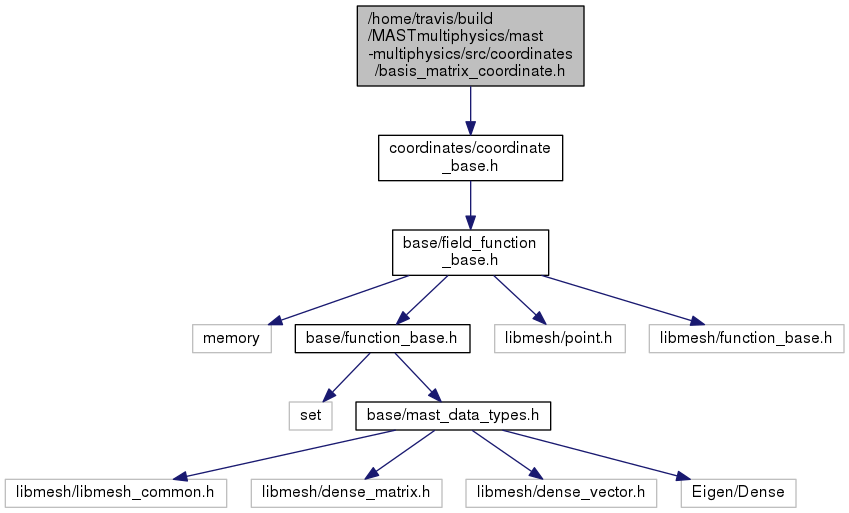 /home/travis/build
/MASTmultiphysics/mast
-multiphysics/src/coordinates
/basis_matrix_coordinate.h
coordinates/coordinate
_base.h
base/field_function
_base.h
memory
base/function_base.h
libmesh/point.h
libmesh/function_base.h
set
base/mast_data_types.h
libmesh/libmesh_common.h
libmesh/dense_matrix.h
libmesh/dense_vector.h
Eigen/Dense